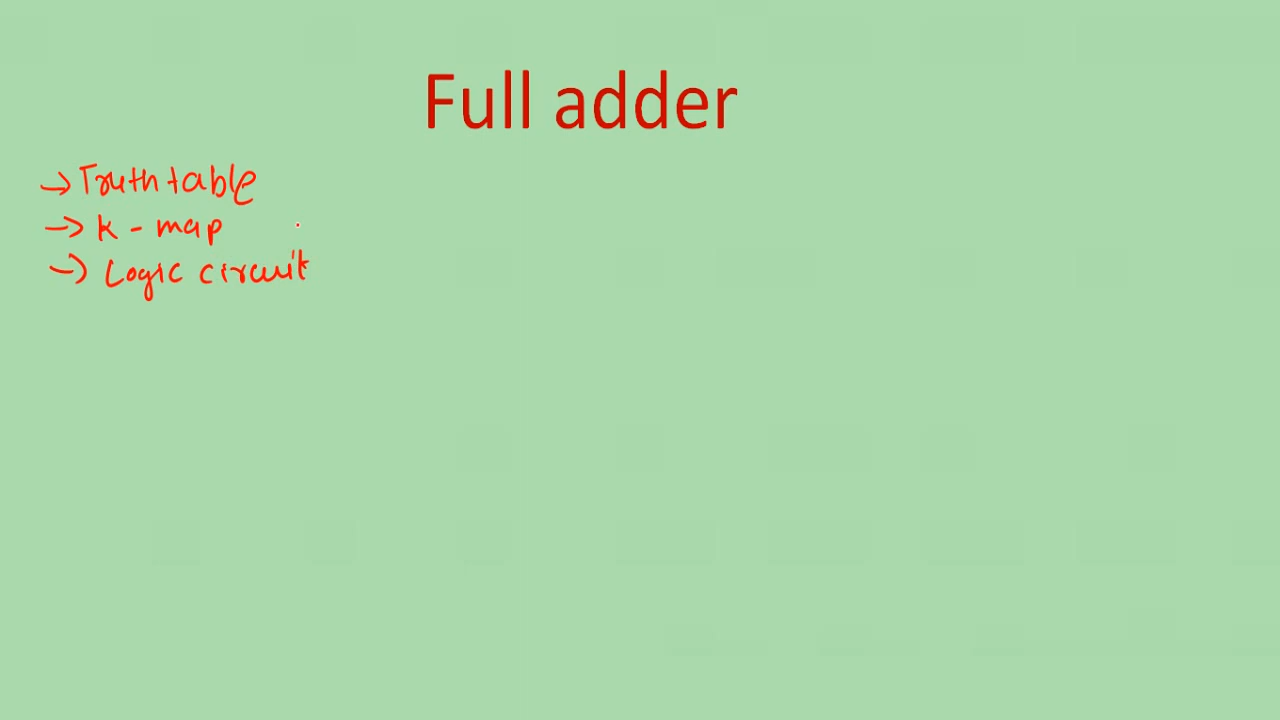 Full adder
→ Truth table
→ K - map
→ Logic circuit